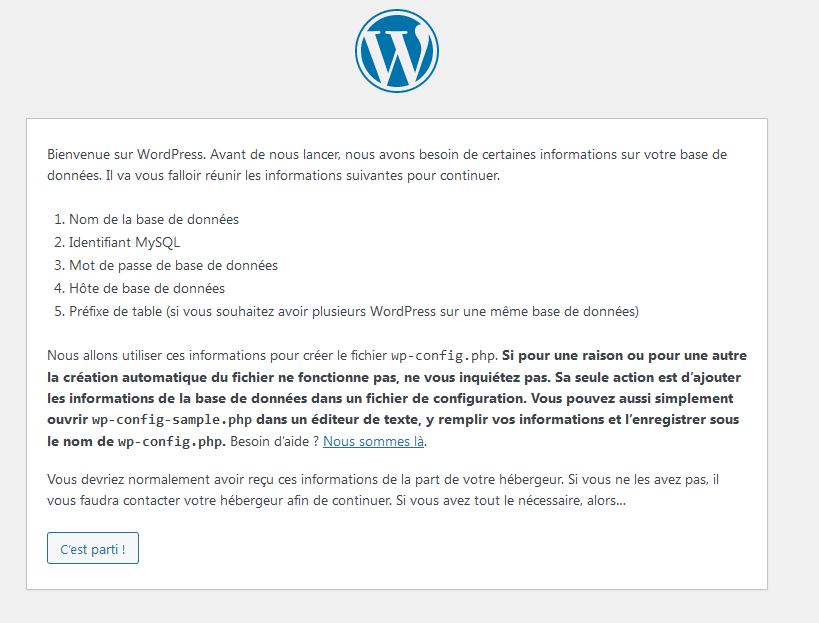 Bienvenue sur WordPress. Avant de nous lancer, nous avons besoin de certaines informations sur votre base de
données. Il va vous falloir réunir les informations suivantes pour continuer.
1. Nom de la base de données
2. Identifiant MySQL
3. Mot de passe de base de données
4. Hôte de base de données
5. Préfixe de table (si vous souhaitez avoir plusieurs WordPress sur une même base de données)
Nous allons utiliser ces informations pour créer le fichier wp-config.php. Si pour une raison ou pour une autre
la création automatique du fichier ne fonctionne pas, ne vous inquiétez pas. Sa seule action est d’ajouter
les informations de la base de données dans un fichier de configuration. Vous pouvez aussi simplement
ouvrir wp-config-sample.php dans un éditeur de texte, y remplir vos informations et l’enregistrer sous
le nom de wp-config.php. Besoin d’aide ? Nous sommes là.
Vous devriez normalement avoir reçu ces informations de la part de votre hébergeur. Si vous ne les avez pas, il
vous faudra contacter votre hébergeur afin de continuer. Si vous avez tout le nécessaire, alors…
C’est parti !